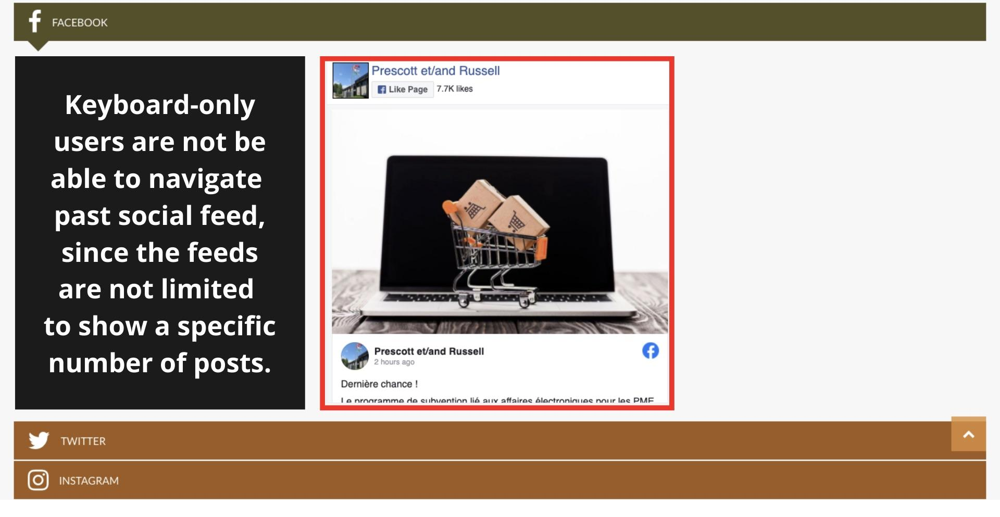 FACEBOOK
Keyboard-only
users are not be
able to navigate
past social feed,
since the feeds
are not limited
to show a specific
number of posts.
Prescott et/and Russell
Like Page 7.7K likes
Prescott et/and Russell
2 hours ago
Dernière chance !
Le programme de subvention lié aux affaires électroniques pour les PME
TWITTER
INSTAGRAM